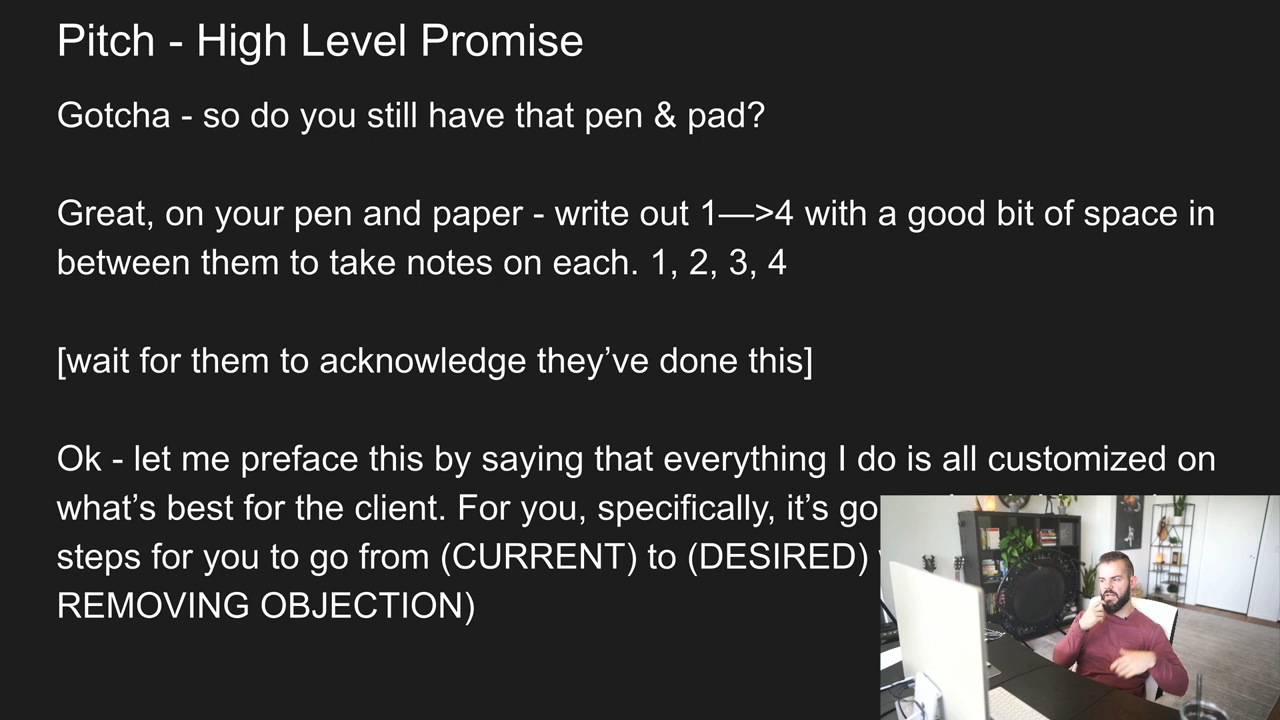 Pitch - High Level Promise
Gotcha - so do you still have that pen & pad?
Great, on your pen and paper - write out 1—>4 with a good bit of space in
between them to take notes on each. 1, 2, 3, 4
[wait for them to acknowledge they’ve done this]
Ok - let me preface this by saying that everything I do is all customized on
what’s best for the client. For you, specifically, it’s
steps for you to go from (CURRENT) to (DESIRED)
REMOVING OBJECTION)